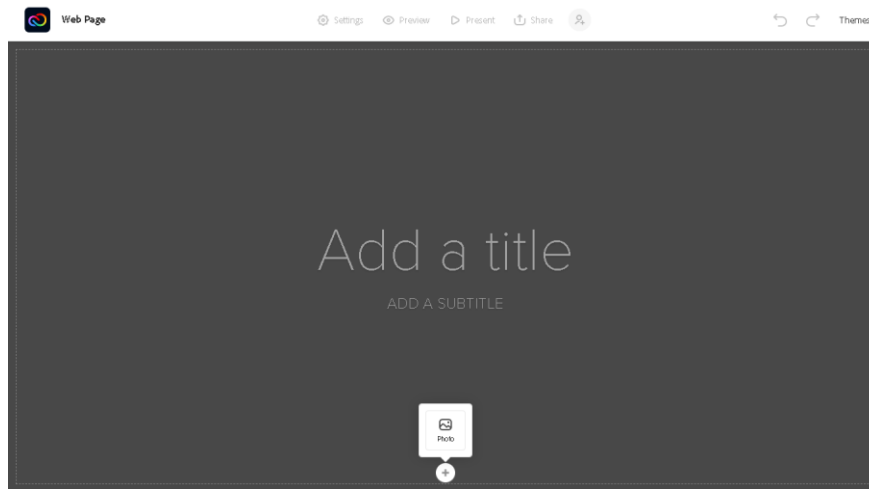 Web Page
Settings Preview Present Share
Themes
Add a title
ADD A SUBTITLE
Photo